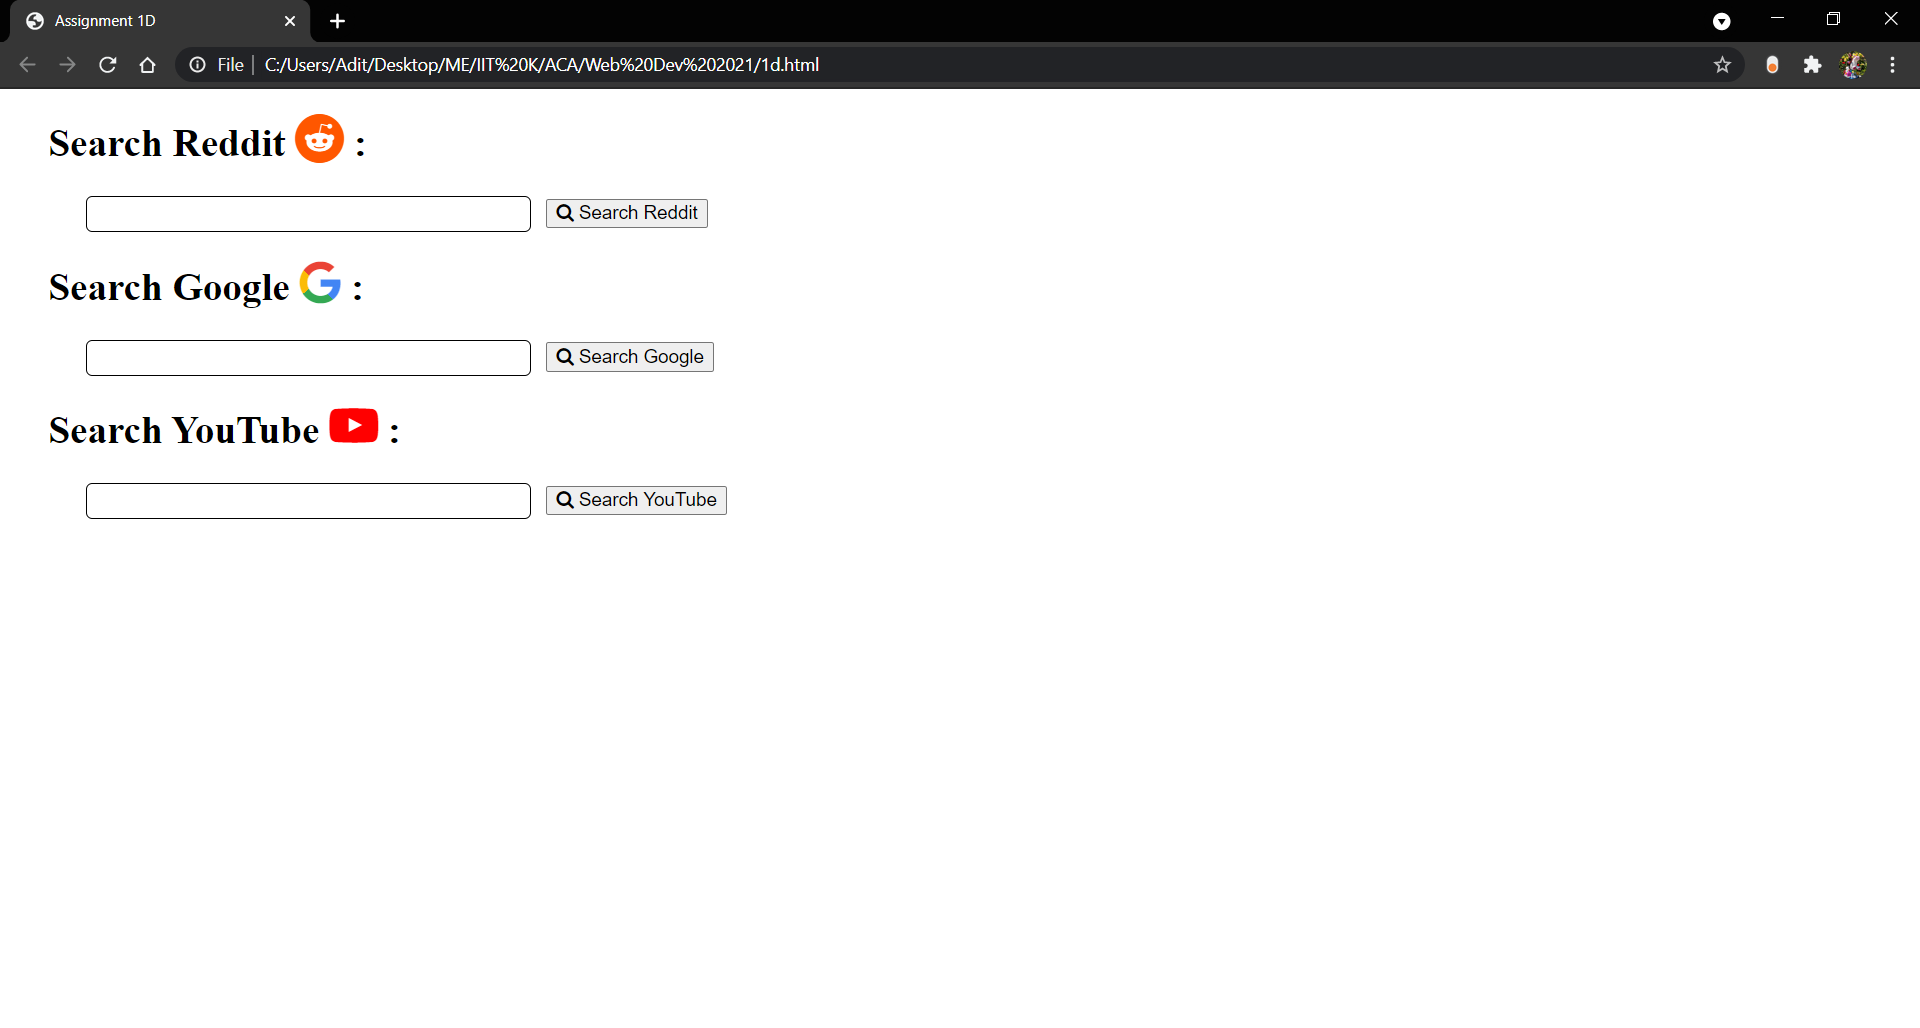 Assignment 1D
File | C:/Users/Adit/Desktop/ME/IIT%20K/ACA/Web%20Dev%202021/1d.html
Search Reddit :
Search Reddit
Search Google :
Search Google
Search YouTube :
Search YouTube